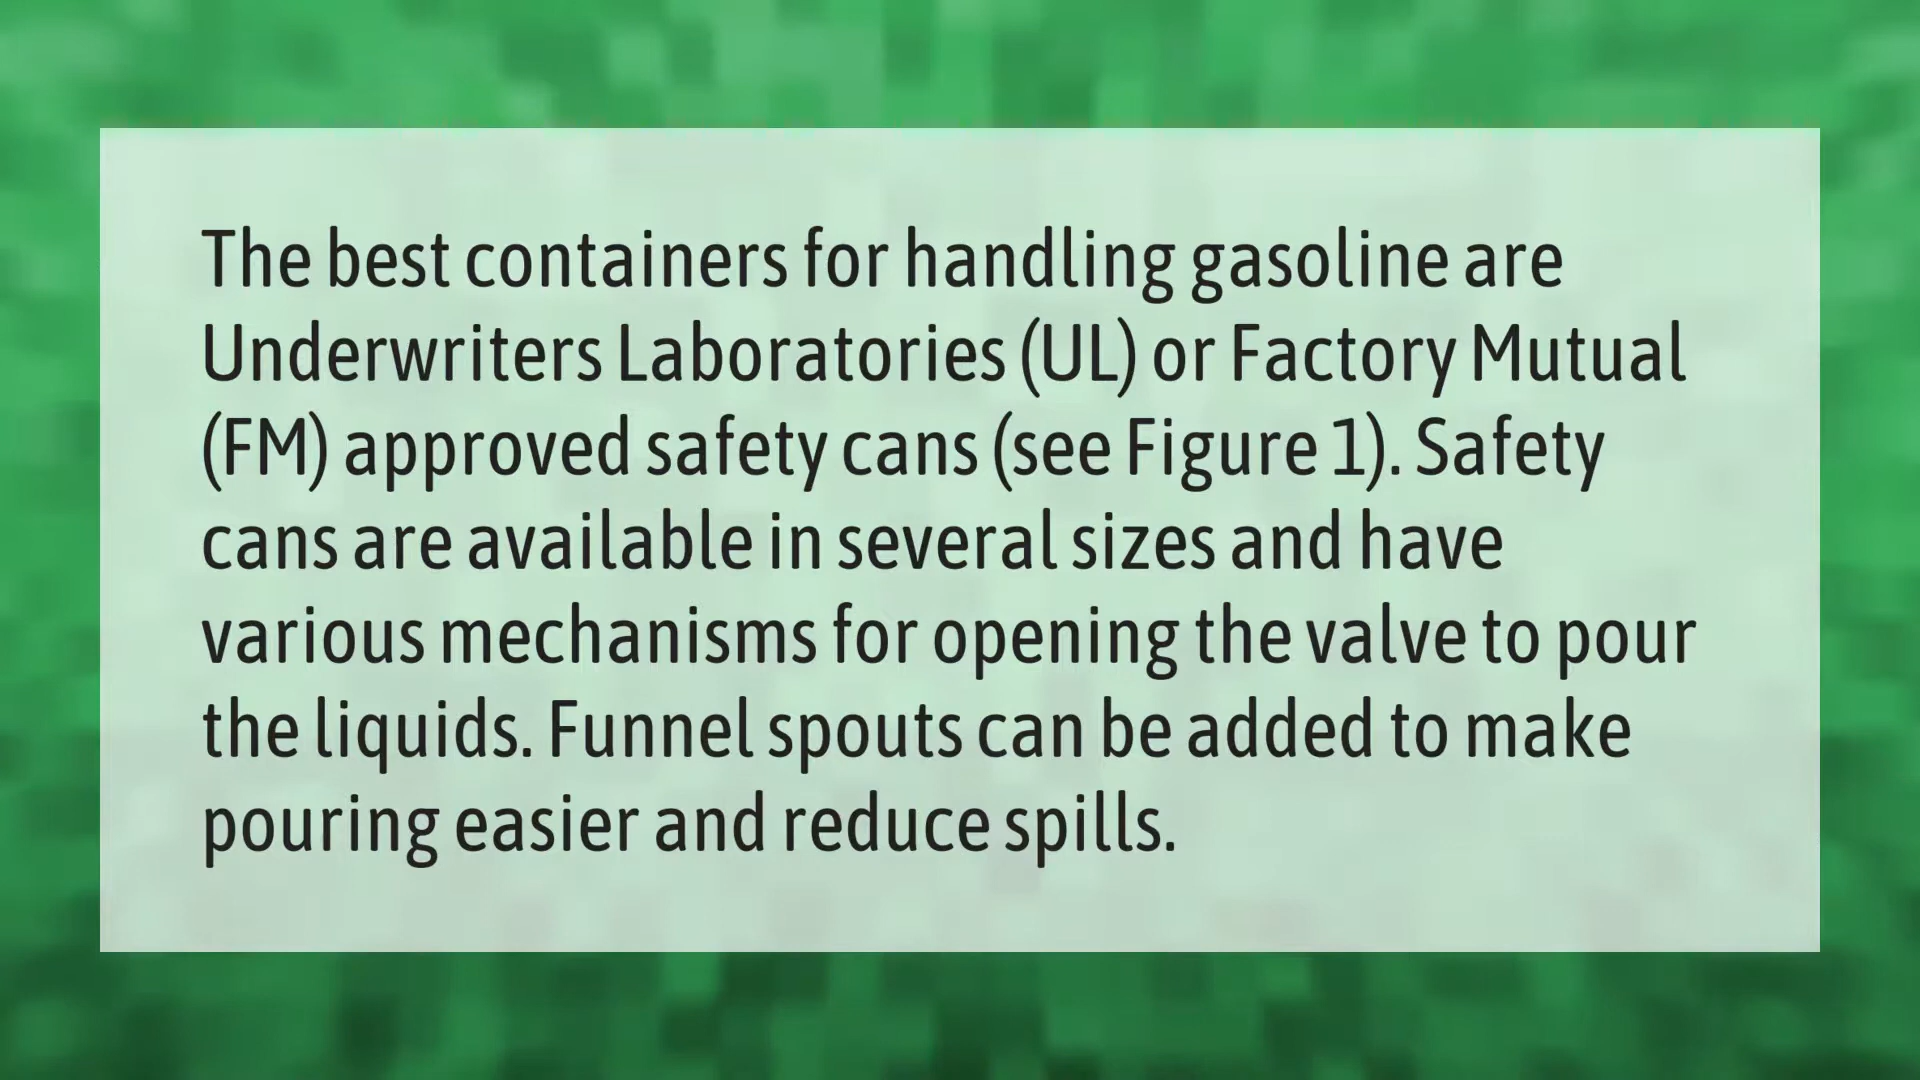 The best containers for handling gasoline are
Underwriters Laboratories (UL) or Factory Mutual
(FM) approved safety cans (see Figure 1). Safety
cans are available in several sizes and have
various mechanisms for opening the valve to pour
the liquids. Funnel spouts can be added to make
pouring easier and reduce spills.